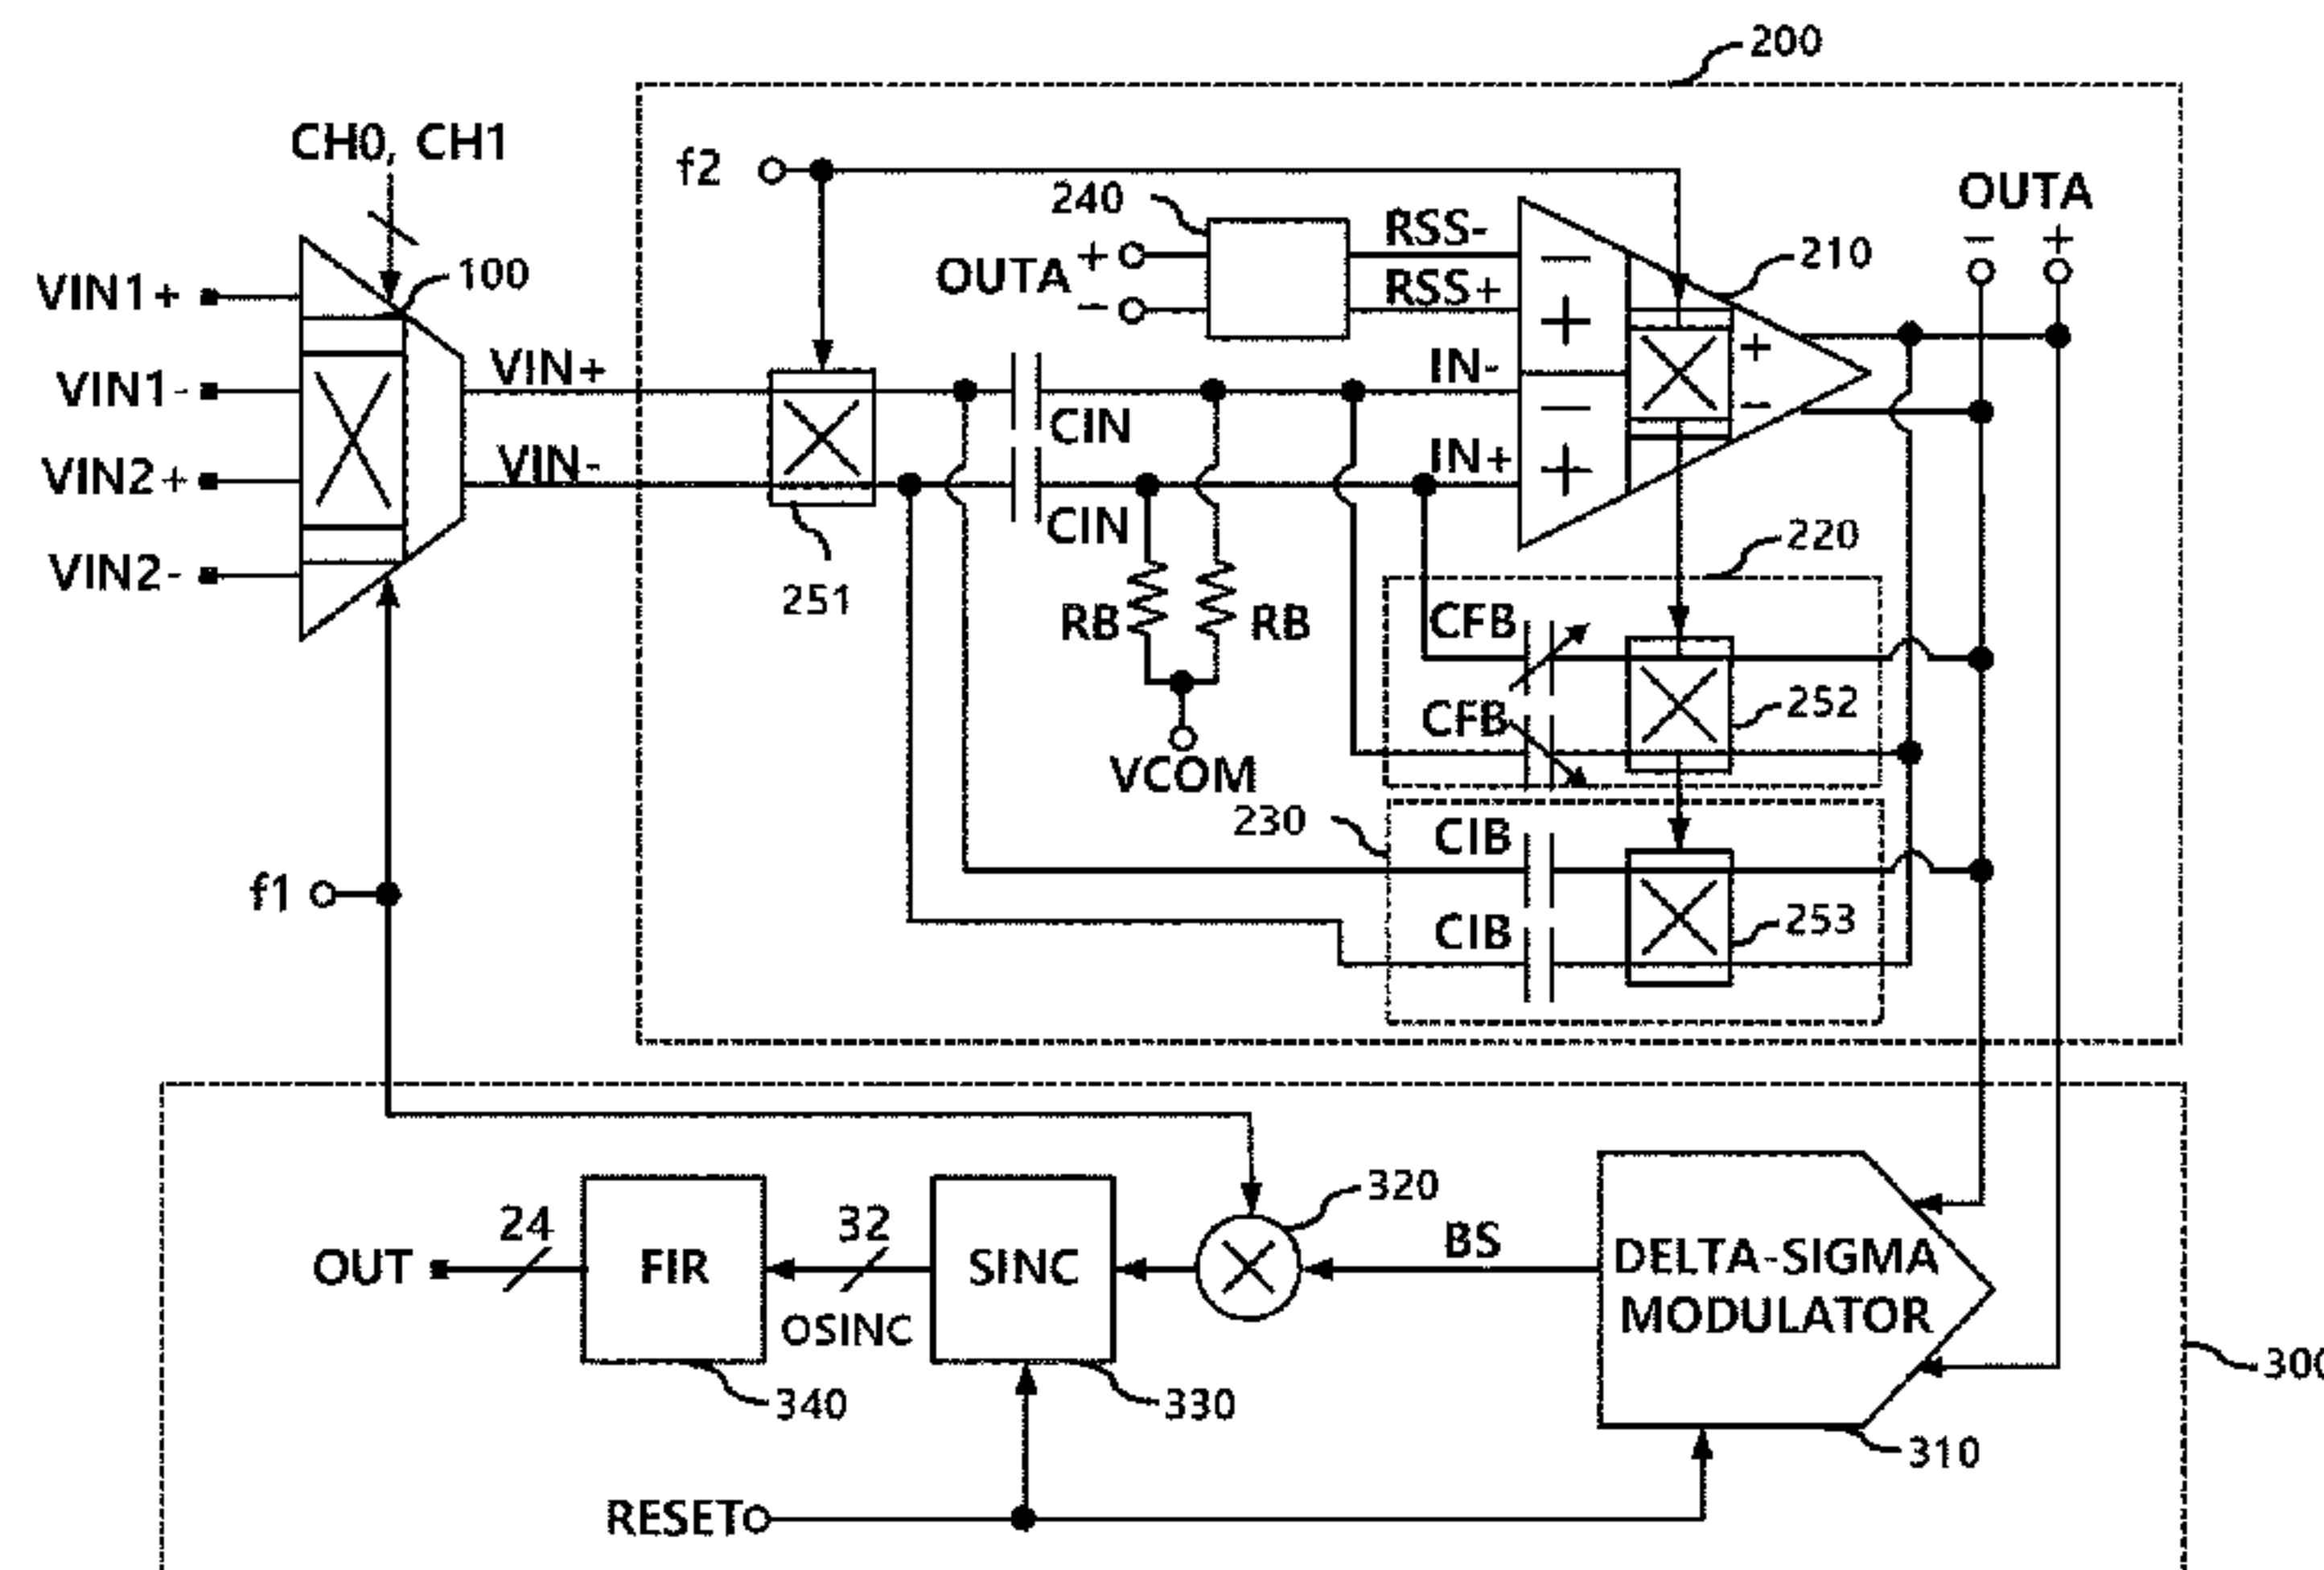 200
CH0, CH1
f2
240
OUTA
RSS-
VIN1+
100
OUTA
+
-
RSS+
-
+
210
- +
VIN1-
VIN+
VIN2+
VIN-
CIN
CIN
IN-
IN+
-
+
+
-
VIN2-
251
RB
RB
VCOM
220
CFB
CFB
252
230
CIB
CIB
253
f1
320
24
32
BS
OUT
FIR
SINC
DELTA-SIGMA
MODULATOR
OSINC
300
340
330
310
RESET